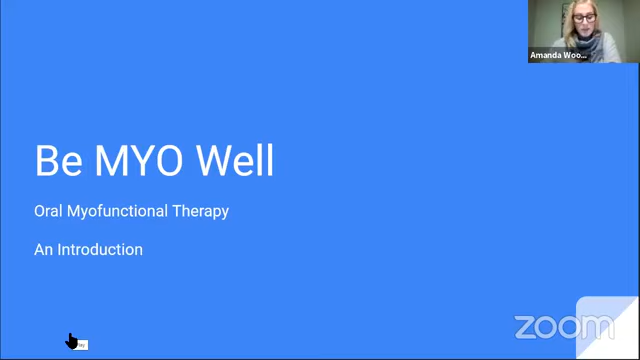 Amanda Woo...
Be MYO Well
Oral Myofunctional Therapy
An Introduction
zoom